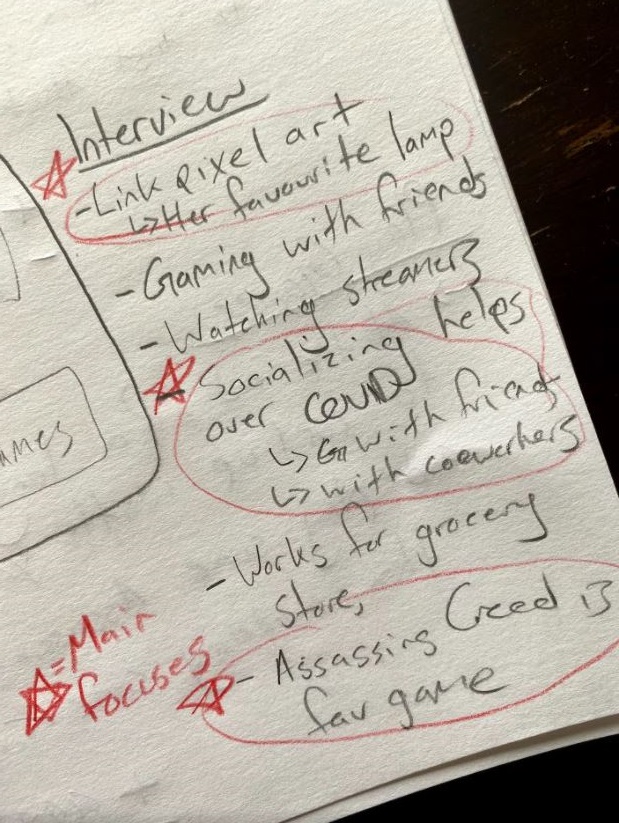 Interview
- Link pixel art
↳ Her favourite lamp
- Gaming with friends
- Watching streamers
- Socializing helps
over COVID
↳ with friends
↳ with coworkers
- Works for grocery
store,
- Assassins Creed is
fav game
= Main
focuses